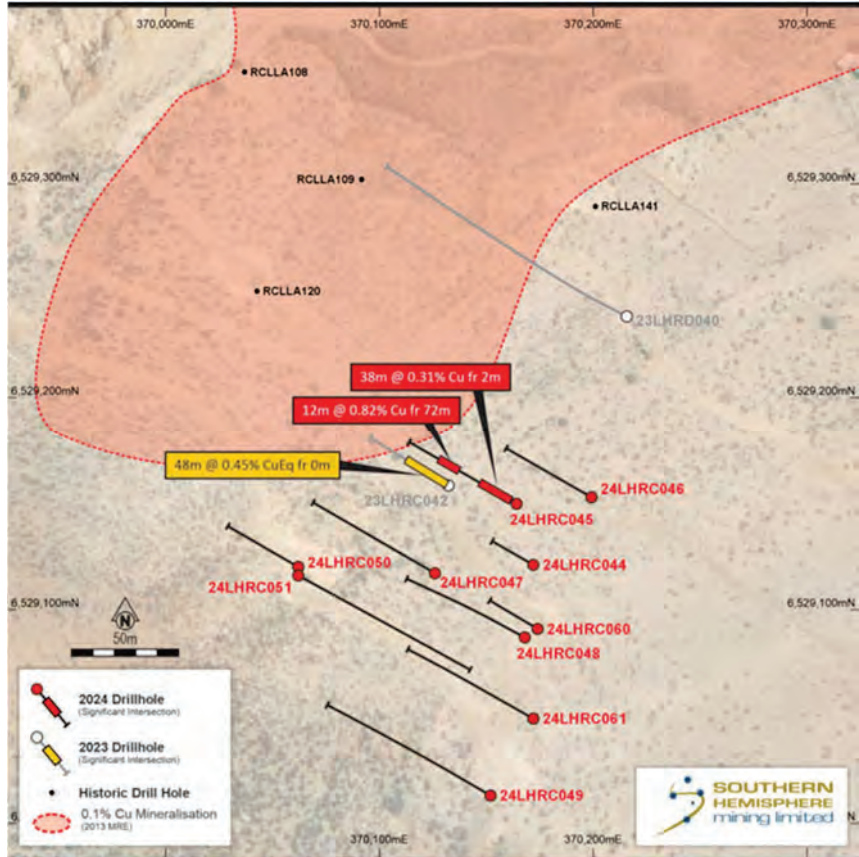 370,000mE
370,100mE
370,200mE
370,300mE
RCLLA108
6,529,300mN
RCLLA109
6,529,300mN
RCLLA141
RCLLA120
23LHRD040
38m @ 0.31% Cu fr 2m
6,529,200mN
6,529,200mN
12m @ 0.82% Cu fr 72m
48m @ 0.45% CuEq fr 0m
24LHRC046
23LHRC042
24LHRC045
24LHRC050
24LHRC044
24LHRC051
24LHRC047
6,529,100mN
6,529,100mN
N
24LHRC060
50m
24LHRC048
2024 Drillhole
(Significant Intersection)
24LHRC061
2023 Drillhole
(Significant Intersection)
Historic Drill Hole
24LHRC049
0.1% Cu Mineralisation
(2013 MRE)
SOUTHERN
HEMISPHERE
mining limited
370,100mE
370,200mE